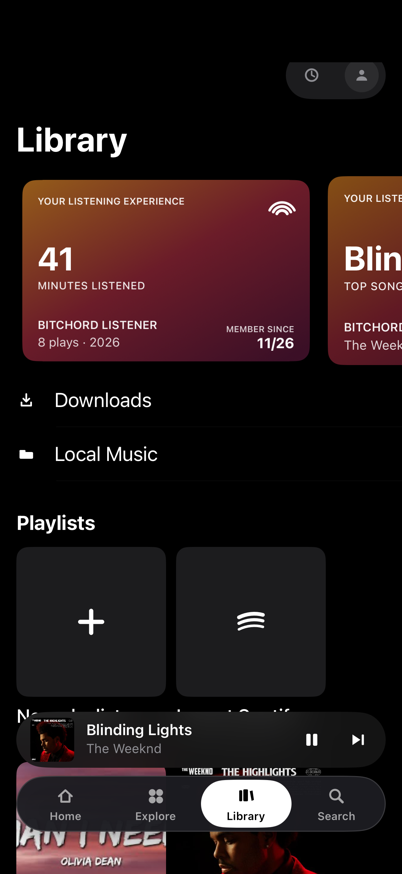 Library
YOUR LISTENING EXPERIENCE
41
MINUTES LISTENED
BITCHORD LISTENER
8 plays · 2026
MEMBER SINCE
11/26
YOUR LISTE
Blin
TOP SONG
BITCHORD
The Week
Downloads
Local Music
Playlists
Blinding Lights
The Weeknd
THE WEEKND THE HIGHLIGHTS
Home
Explore
Library
Search
OLIVIA DEAN